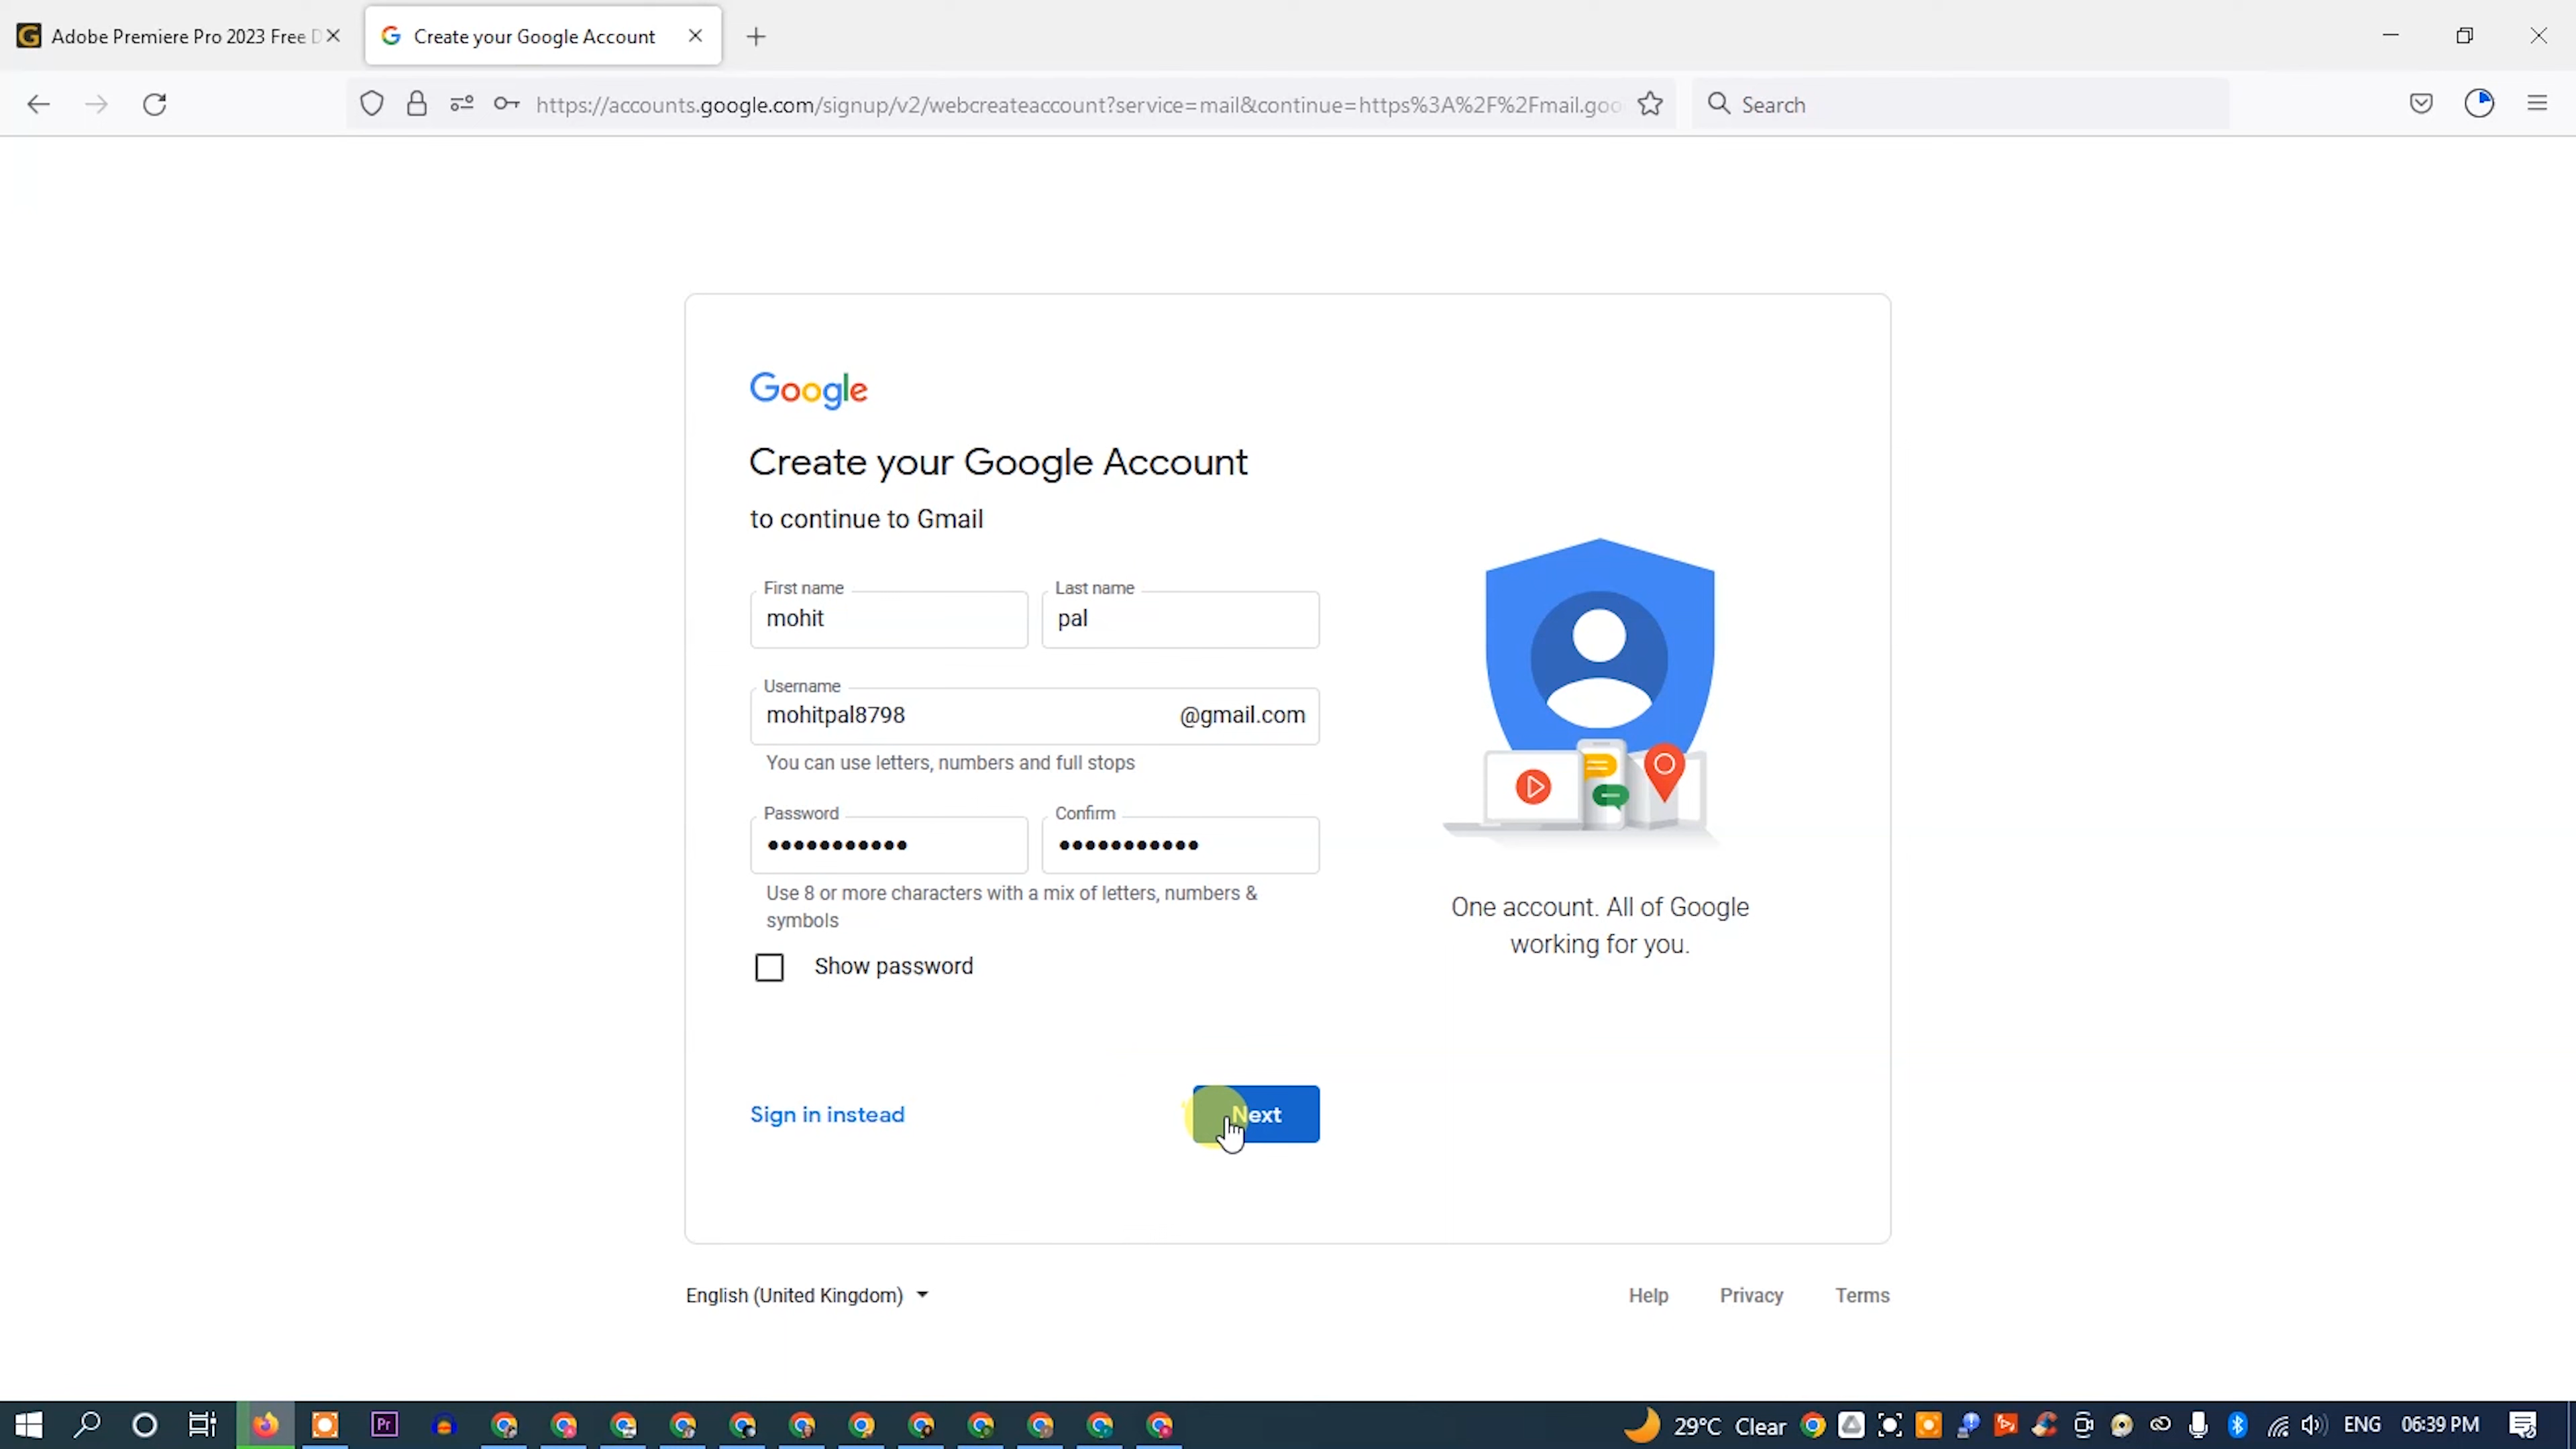 Adobe Premiere Pro 2023 Free D
Create your Google Account
https://accounts.google.com/signup/v2/webcreateaccount?service=mail&continue=https%3A%2F%2Fmail.goo
Search
Google
Create your Google Account
to continue to Gmail
First name
Last name
mohit
pal
Username
mohitpal8798
@gmail.com
You can use letters, numbers and full stops
Password
Confirm
•••••••••••
•••••••••••
Use 8 or more characters with a mix of letters, numbers &
symbols
Show password
One account. All of Google
working for you.
Sign in instead
Next
English (United Kingdom)
Help
Privacy
Terms
Pr
29°C Clear
ENG
06:39 PM